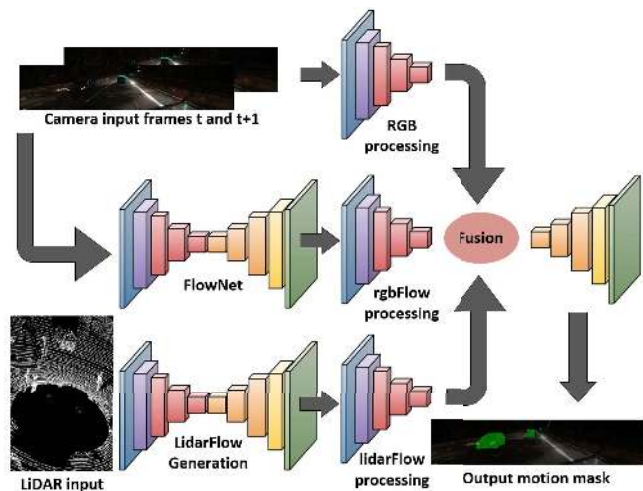 Camera input frames t and t+1
RGB
processing
FlowNet
rgbFlow
processing
Fusion
LidarFlow
Generation
lidarFlow
processing
LiDAR input
Output motion mask